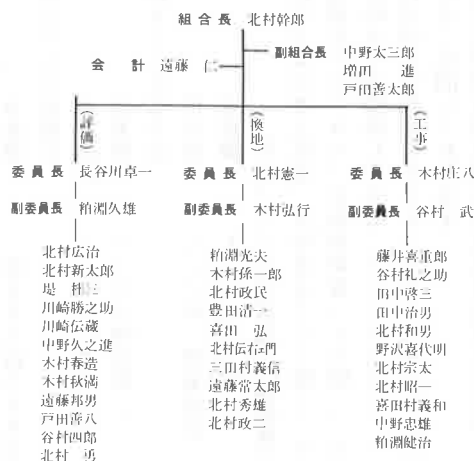 組合長 北村幹郎
副組合長 中野太三郎
増田 進
戸田善太郎
会計 遠藤
(評価)
委員長 長谷川卓一
副委員長 粕淵久雄
北村広治
北村新太郎
堤
川崎勝之助
川崎伝蔵
中野久之進
木村春造
木村秋満
遠藤邦男
戸田善八
谷村四郎
北村 勇
(換地)
委員長 北村憲一
副委員長 木村弘行
粕淵光夫
木村孫一郎
北村政民
豊田清一
喜田 弘
北村伝右ヱ門
三田村義信
遠藤常太郎
北村秀雄
北村政二
(工事)
委員長 木村庄八
副委員長 谷村 武
藤井喜重郎
谷村礼之助
田中啓三
田中治男
北村和男
野沢喜代明
北村宗太
北村昭一
喜田村義和
中野忠雄
粕淵健治